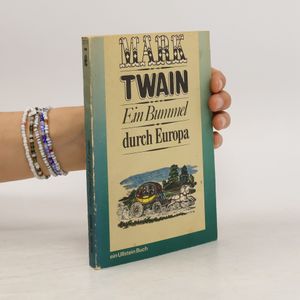 MARK
TWAIN
Ein Bummel
durch Europa
ein Ullstein Buch